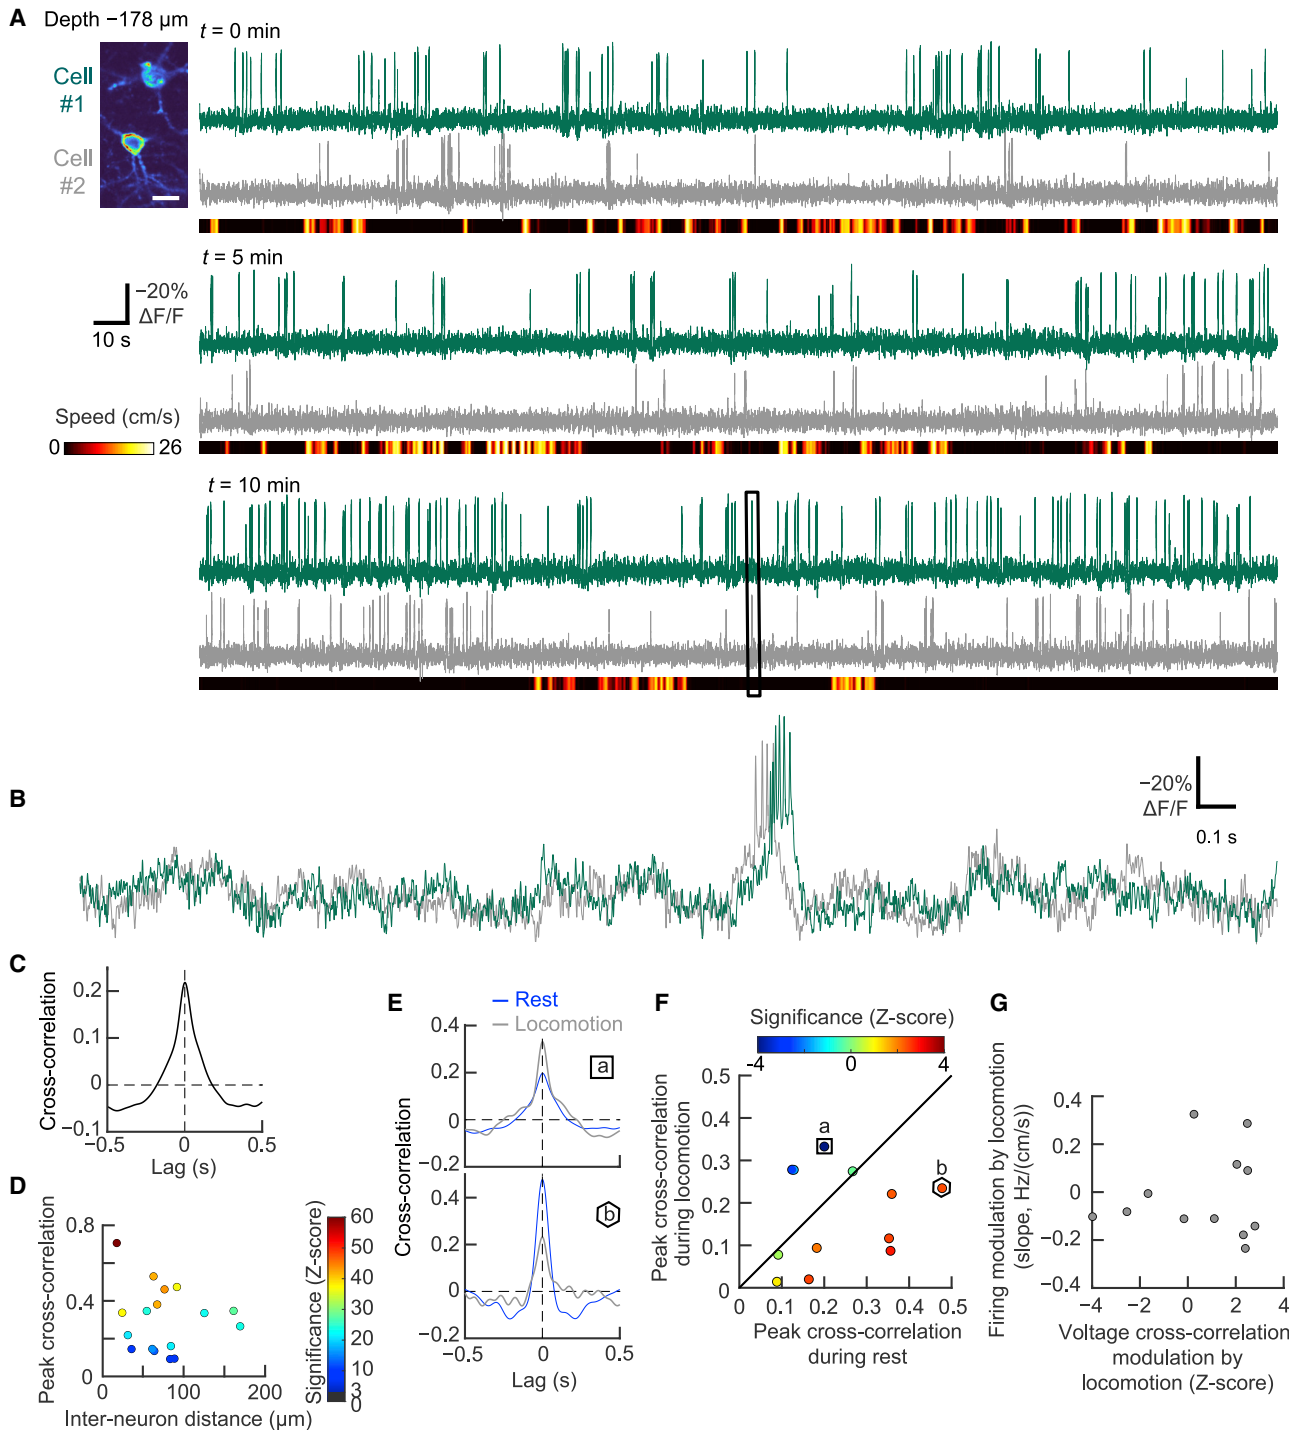 A
Depth −178 µm
t = 0 min
Cell
#1
Cell
#2
t = 5 min
−20%
ΔF/F
10 s
Speed (cm/s)
0
26
t = 10 min
B
−20%
ΔF/F
0.1 s
C
Cross-correlation
0.2
0.1
0
−0.1
−0.5
0
0.5
Lag (s)
D
Peak cross-correlation
0.8
0.4
0
0
100
200
Inter-neuron distance (µm)
Significance (Z-score)
60
50
40
30
20
10
3
0
E
Rest
Locomotion
Cross-correlation
0.4
0.2
0
−0.2
a
0.4
0.2
0
−0.2
b
−0.5
0
0.5
Lag (s)
F
Significance (Z-score)
-4
0
4
Peak cross-correlation
during locomotion
0.5
0.4
0.3
0.2
0.1
0
a
b
0
0.1
0.2
0.3
0.4
0.5
Peak cross-correlation
during rest
G
Firing modulation by locomotion
(slope, Hz/(cm/s))
0.4
0.2
0
−0.2
−0.4
−4
−2
0
2
4
Voltage cross-correlation
modulation by
locomotion (Z-score)